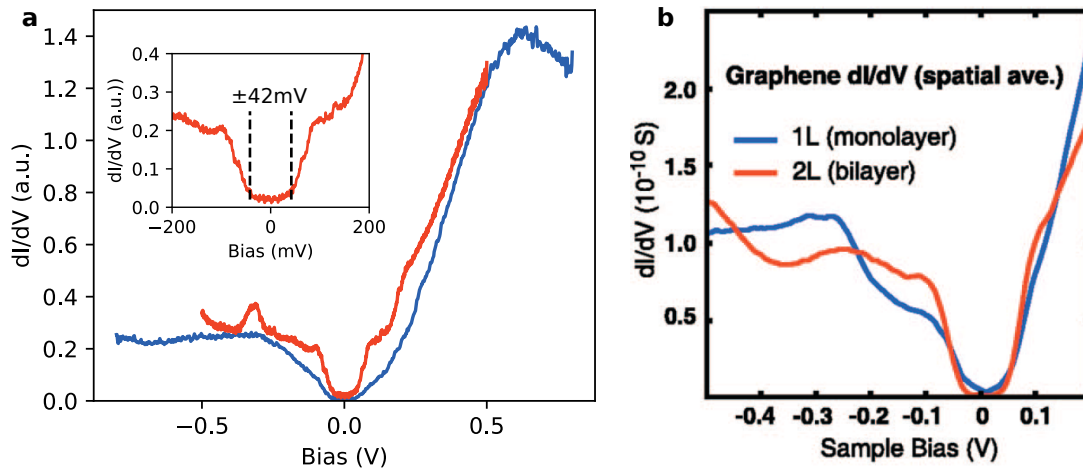 a
dI/dV (a.u.)
1.4
1.2
1.0
0.8
0.6
0.4
0.2
0.0
−0.5
0.0
0.5
Bias (V)
dI/dV (a.u.)
0.4
0.3
0.2
0.1
0.0
±42mV
−200
0
200
Bias (mV)
b
dI/dV (10⁻¹⁰ S)
2.0
1.5
1.0
0.5
Graphene dI/dV (spatial ave.)
1L (monolayer)
2L (bilayer)
-0.4
-0.3
-0.2
-0.1
0
0.1
Sample Bias (V)